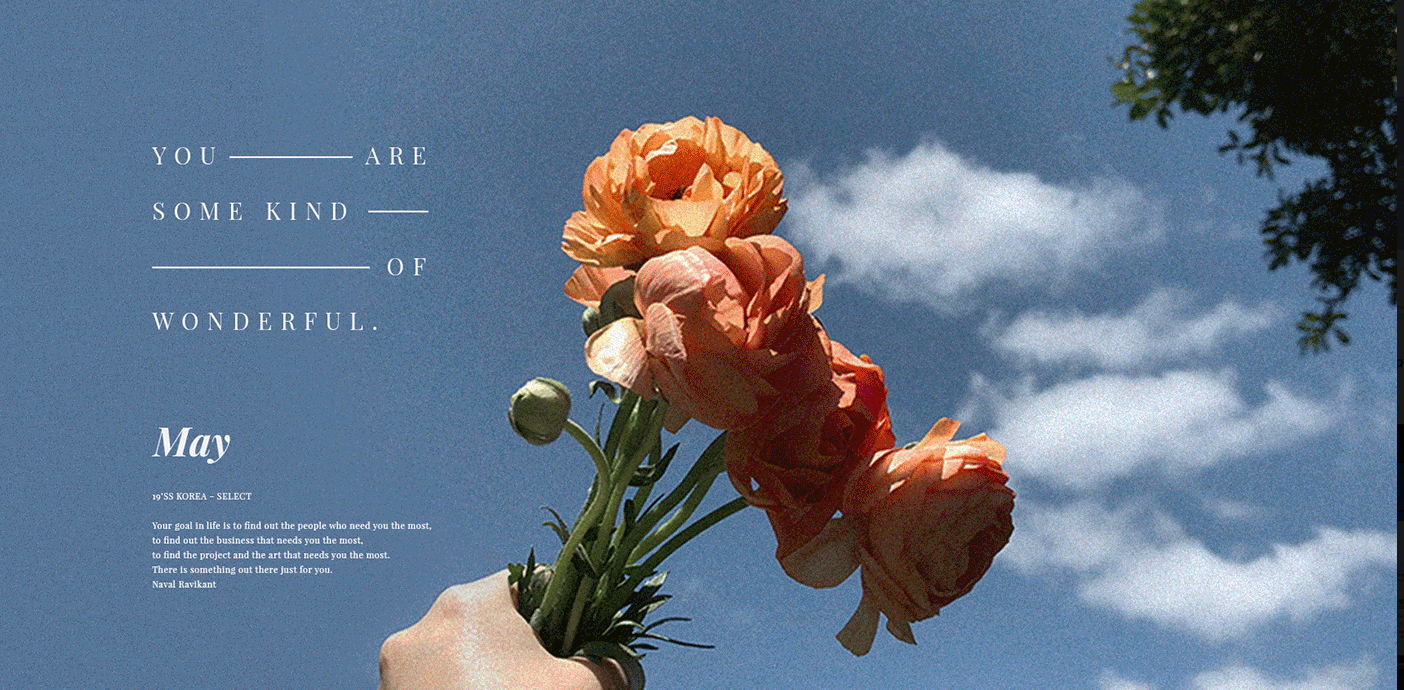 YOU ARE
SOME KIND
OF
WONDERFUL.
May
19'SS KOREA – SELECT
Your goal in life is to find out the people who need you the most,
to find out the business that needs you the most,
to find the project and the art that needs you the most.
There is something out there just for you.
Naval Ravikant